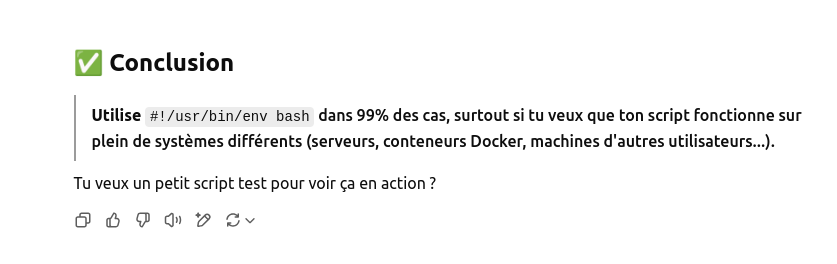 ✅ Conclusion
Utilise #!/usr/bin/env bash dans 99% des cas, surtout si tu veux que ton script fonctionne sur
plein de systèmes différents (serveurs, conteneurs Docker, machines d'autres utilisateurs...).
Tu veux un petit script test pour voir ça en action ?